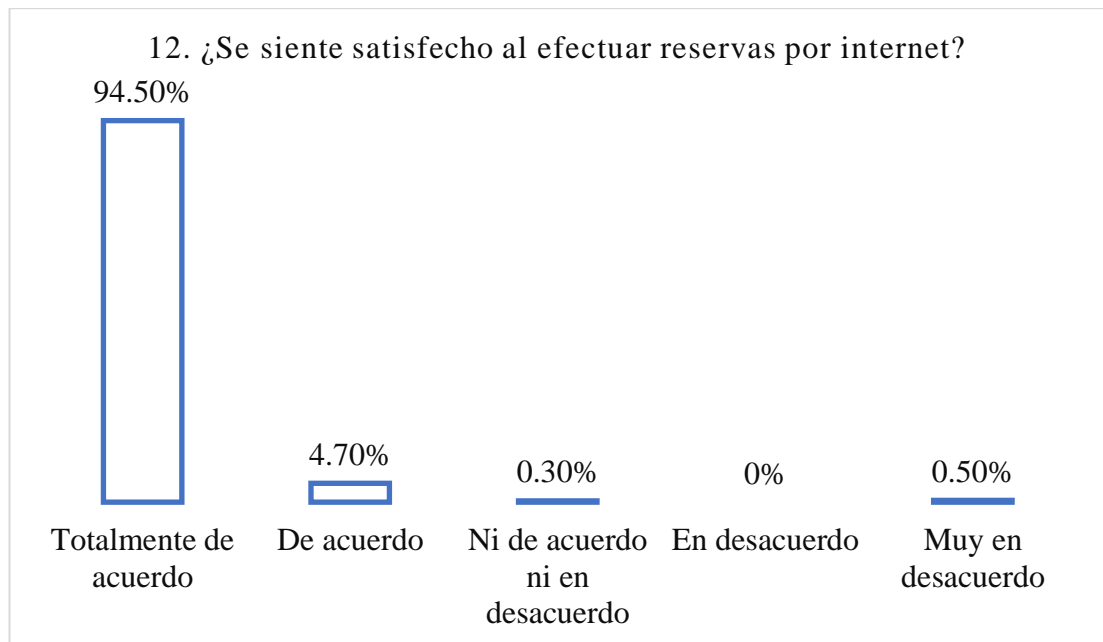 12. ¿Se siente satisfecho al efectuar reservas por internet?
94.50%
4.70%
0.30%
0%
0.50%
Totalmente de
acuerdo
De acuerdo
Ni de acuerdo
ni en
desacuerdo
En desacuerdo
Muy en
desacuerdo